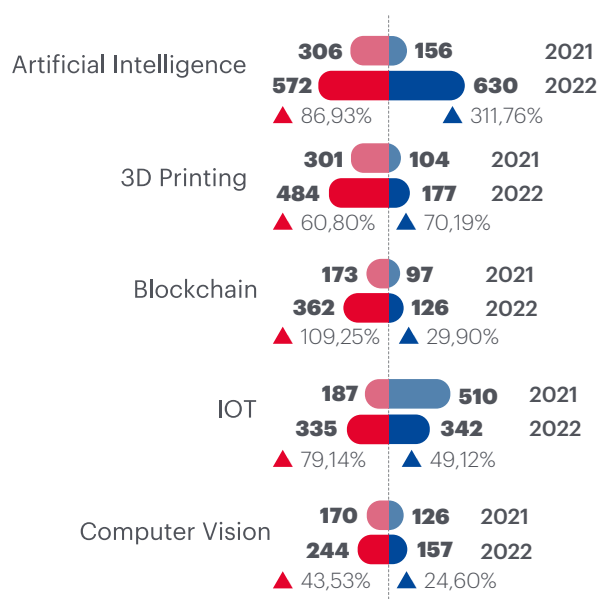 306 156 2021
Artificial Intelligence
572 630 2022
▲ 86,93% ▲ 311,76%
301 104 2021
3D Printing
484 177 2022
▲ 60,80% ▲ 70,19%
173 97 2021
Blockchain
362 126 2022
▲ 109,25% ▲ 29,90%
187 510 2021
IOT
335 342 2022
▲ 79,14% ▲ 49,12%
170 126 2021
Computer Vision
244 157 2022
▲ 43,53% ▲ 24,60%